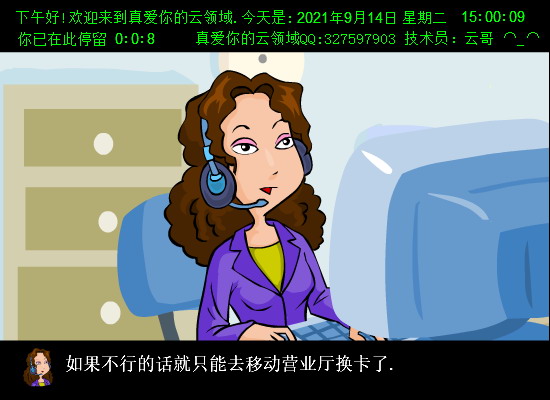 下午好!欢迎来到真爱你的云领域.今天是:2021年9月14日 星期二 15:00:09
你已在此停留 0:0:8 真爱你的云领域QQ:327597903 技术员:云哥 ◠_◠
如果不行的话就只能去移动营业厅换卡了.